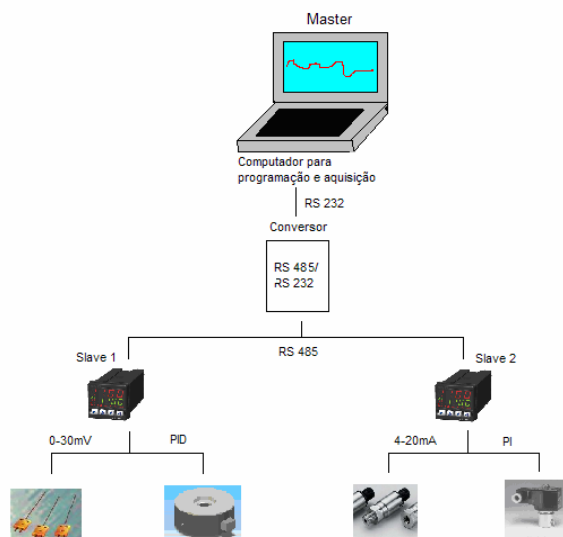 Master
Computador para
programação e aquisição
RS 232
Conversor
RS 485/
RS 232
RS 485
Slave 1
Slave 2
0-30mV
PID
4-20mA
PI